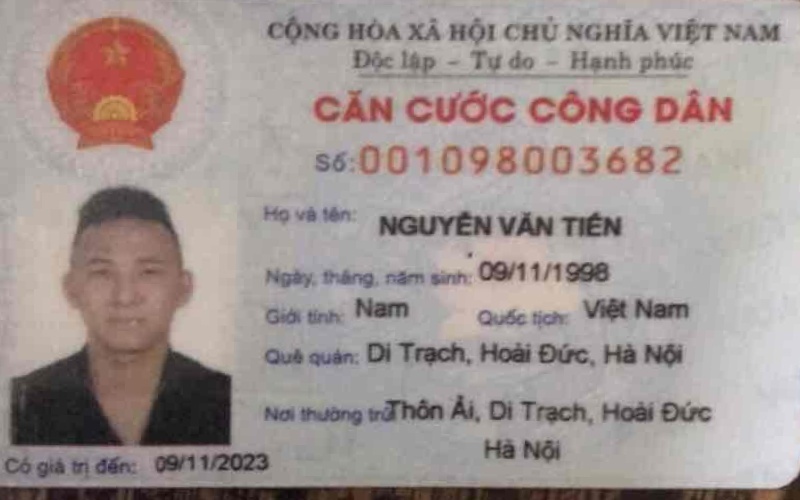 CỘNG HÒA XÃ HỘI CHỦ NGHĨA VIỆT NAM
Độc lập - Tự do - Hạnh phúc
CĂN CƯỚC CÔNG DÂN
Số: 001098003682
Họ và tên: NGUYỄN VĂN TIẾN
Ngày, tháng, năm sinh: 09/11/1998
Giới tính: Nam Quốc tịch: Việt Nam
Quê quán: Di Trạch, Hoài Đức, Hà Nội
Nơi thường trú: Thôn Ải, Di Trạch, Hoài Đức
Hà Nội
Có giá trị đến: 09/11/2023